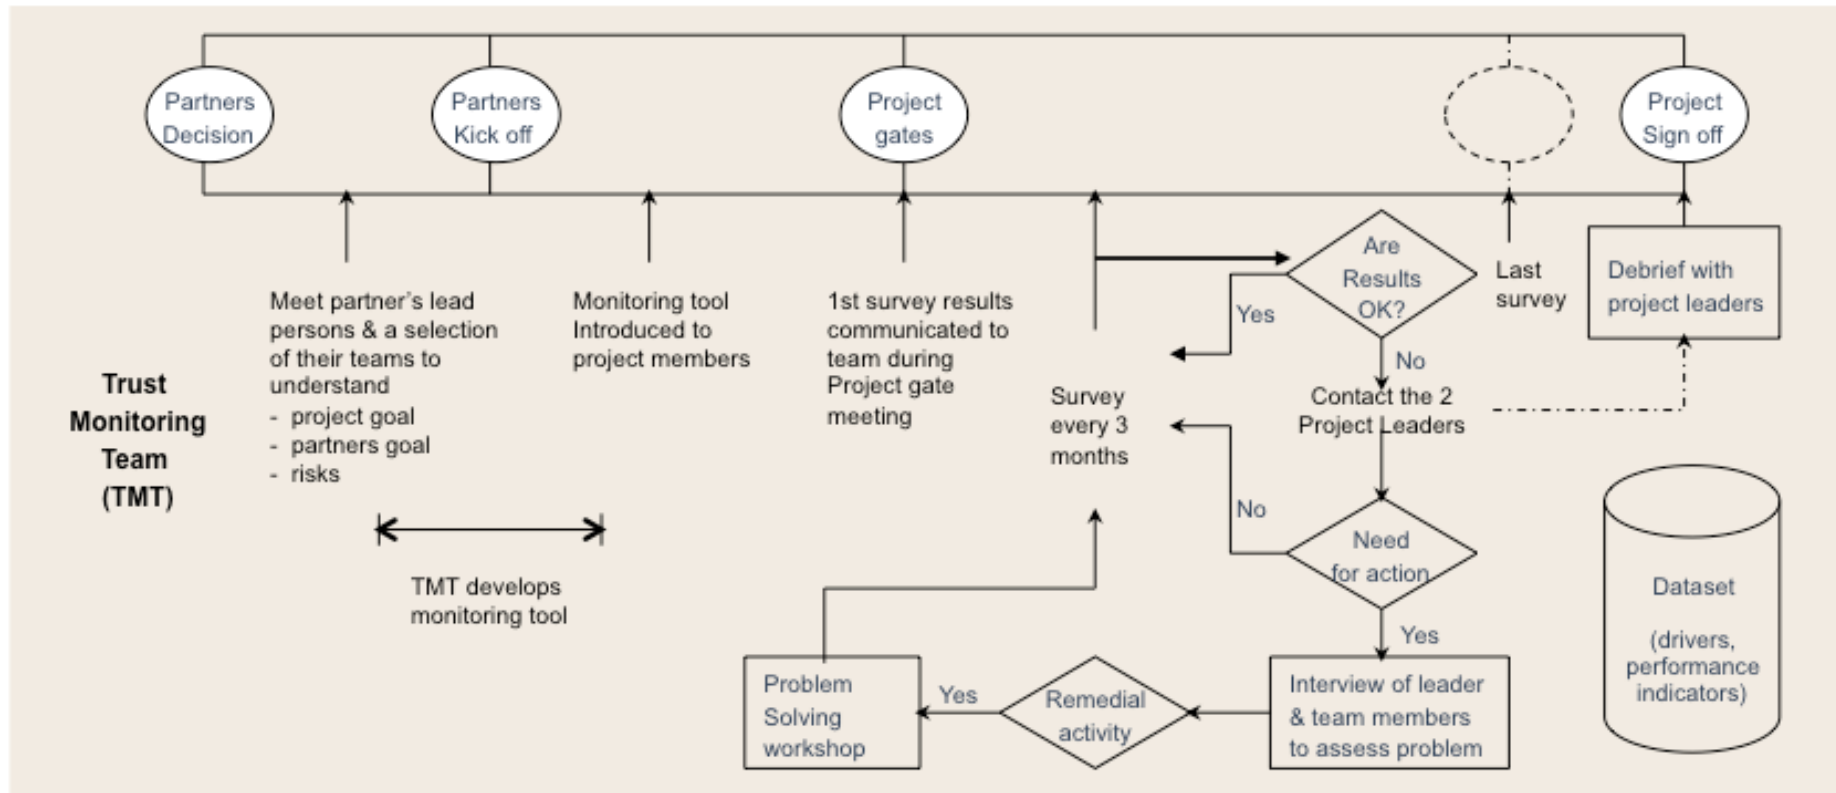 Partners
Decision
Partners
Kick off
Project
gates
Project
Sign off
Meet partner’s lead
persons & a selection
of their teams to
understand
- project goal
- partners goal
- risks
Monitoring tool
Introduced to
project members
1st survey results
communicated to
team during
Project gate
meeting
Are
Results
OK?
Last
survey
Debrief with
project leaders
Yes
No
Trust
Monitoring
Team
(TMT)
Survey
every 3
months
Contact the 2
Project Leaders
No
Need
for action
TMT develops
monitoring tool
Yes
Dataset
(drivers,
performance
indicators)
Problem
Solving
workshop
Yes
Remedial
activity
Interview of leader
& team members
to assess problem